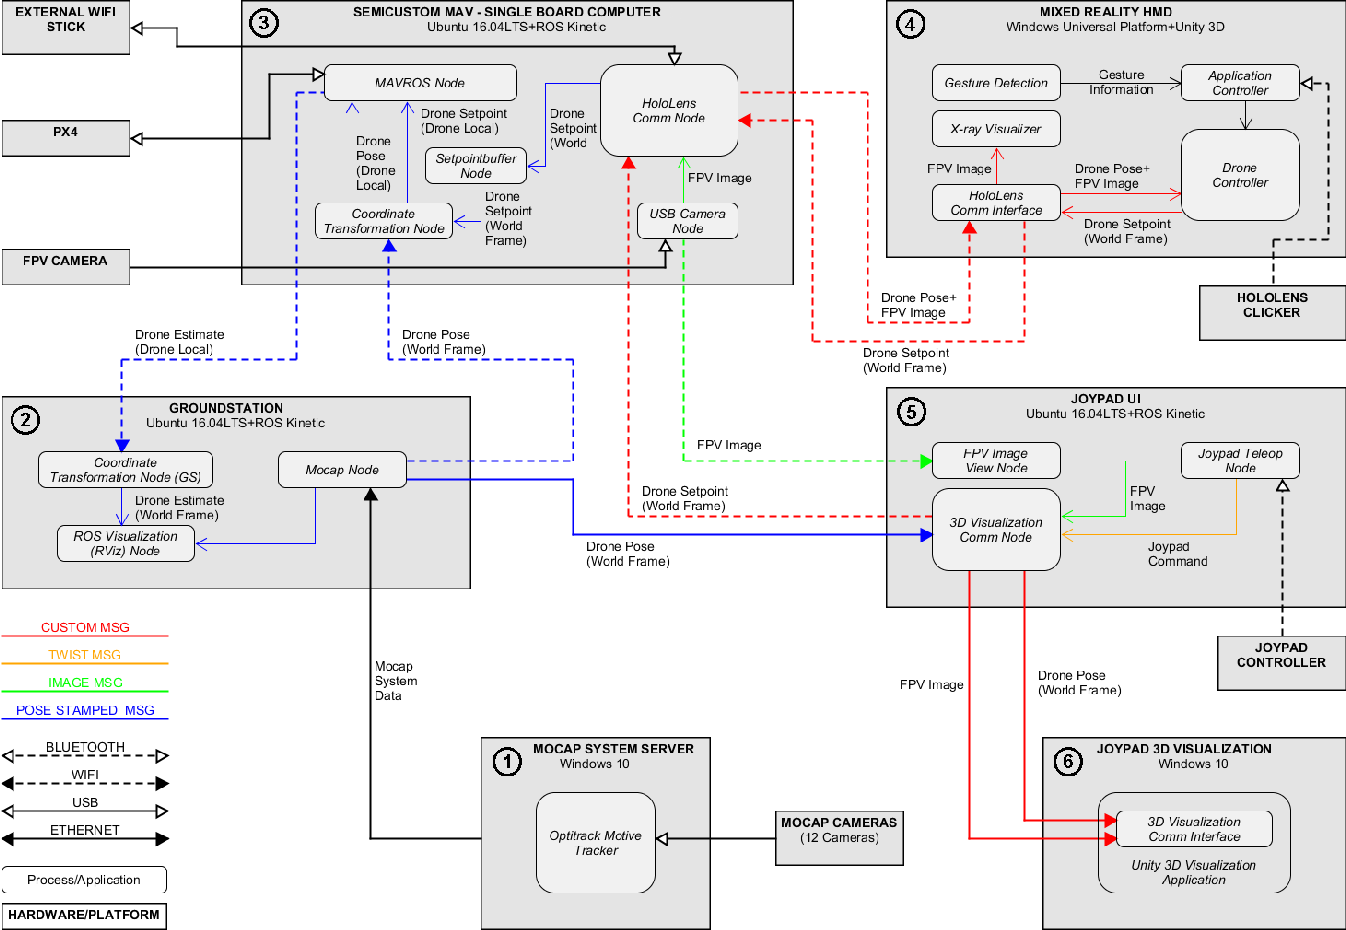 EXTERNAL WIFI
STICK
PX4
FPV CAMERA
3
SEMICUSTOM MAV - SINGLE BOARD COMPUTER
Ubuntu 16.04LTS+ROS Kinetic
MAVROS Node
HoloLens
Comm Node
Drone Setpoint
(Drone Local)
Drone
Setpoint
(World
Drone
Pose
(Drone
Local)
Setpointbuffer
Node
FPV Image
Drone
Setpoint
(World
Frame)
Coordinate
Transformation Node
USB Camera
Node
4
MIXED REALITY HMD
Windows Universal Platform+Unity 3D
Gesture Detection
Gesture
Information
Application
Controller
X-ray Visualizer
FPV Image
Drone Pose+
FPV Image
Drone
Controller
HoloLens
Comm Interface
Drone Setpoint
(World Frame)
HOLOLENS
CLICKER
Drone Pose+
FPV Image
Drone Setpoint
(World Frame)
Drone Estimate
(Drone Local)
Drone Pose
(World Frame)
2
GROUNDSTATION
Ubuntu 16.04LTS+ROS Kinetic
Coordinate
Transformation Node (GS)
Mocap Node
Drone Estimate
(World Frame)
ROS Visualization
(RViz) Node
FPV Image
Drone Setpoint
(World Frame)
Drone Pose
(World Frame)
5
JOYPAD UI
Ubuntu 16.04LTS+ROS Kinetic
FPV Image
View Node
Joypad Teleop
Node
FPV
Image
3D Visualization
Comm Node
Joypad
Command
JOYPAD
CONTROLLER
CUSTOM MSG
TWIST MSG
IMAGE MSG
POSE STAMPED MSG
BLUETOOTH
WIFI
USB
ETHERNET
Process/Application
HARDWARE/PLATFORM
Mocap
System
Data
FPV Image
Drone Pose
(World Frame)
1
MOCAP SYSTEM SERVER
Windows 10
Optitrack Motive
Tracker
MOCAP CAMERAS
(12 Cameras)
6
JOYPAD 3D VISUALIZATION
Windows 10
3D Visualization
Comm Interface
Unity 3D Visualization
Application